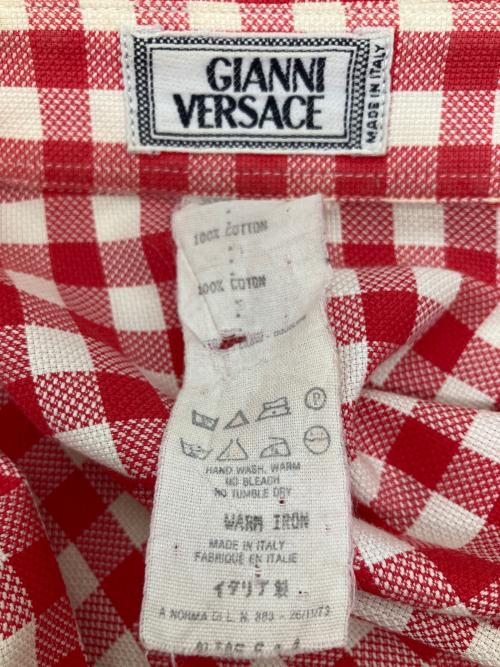 GIANNI
VERSACE
MADE IN ITALY
100% COTTON
100% COTON
HAND WASH, WARM
NO BLEACH
NO TUMBLE DRY
WARM IRON
MADE IN ITALY
FABRIQUE EN ITALIE
イタリア製
A NORMA DI L. N. 883 - 26/11/73